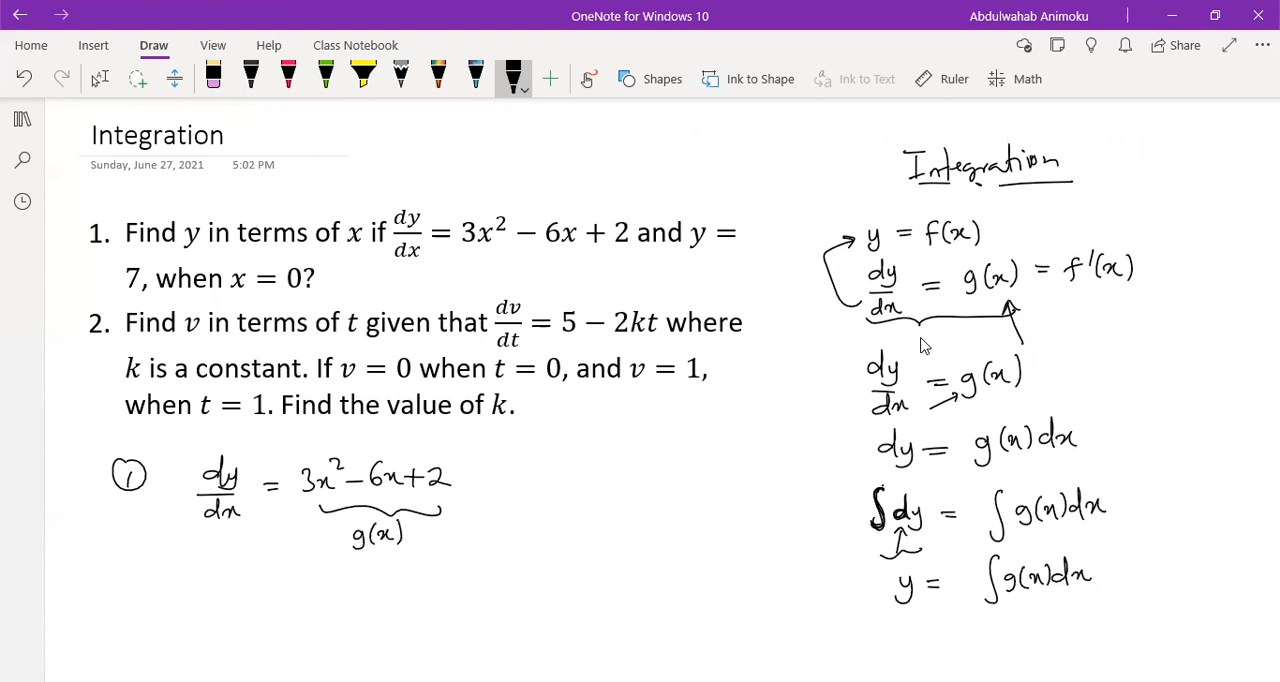 OneNote for Windows 10
Abdulwahab Animoku
Home Insert Draw View Help Class Notebook
Share
Shapes Ink to Shape Ink to Text Ruler Math
Integration
Sunday, June 27, 2021 5:02 PM
1. Find y in terms of x if dy/dx = 3x² − 6x + 2 and y =
7, when x = 0?
2. Find v in terms of t given that dv/dt = 5 − 2kt where
k is a constant. If v = 0 when t = 0, and v = 1,
when t = 1. Find the value of k.
① dy/dx = 3x² − 6x + 2
g(x)
Integration
y = f(x)
dy/dx = g(x) = f'(x)
dy/dx = g(x)
dy = g(x) dx
∫ dy = ∫ g(x) dx
y = ∫ g(x) dx